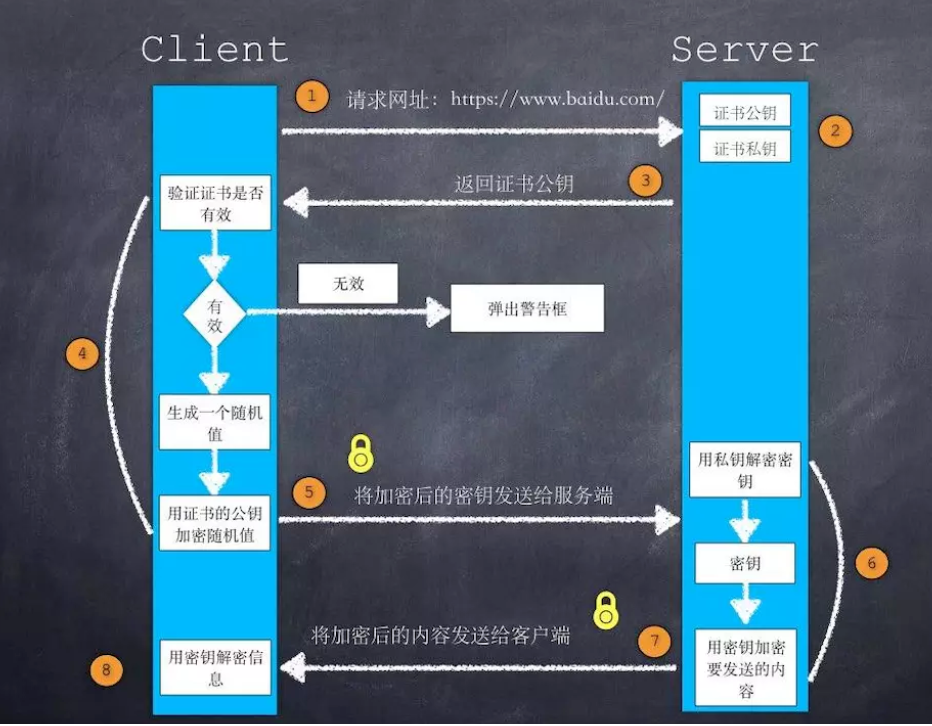 Client
Server
1
请求网址：https://www.baidu.com/
证书公钥
2
证书私钥
返回证书公钥
3
验证证书是否
有效
无效
有
效
弹出警告框
4
生成一个随机
值
用私钥解密密
钥
5
将加密后的密钥发送给服务端
用证书的公钥
加密随机值
密钥
6
将加密后的内容发送给客户端
7
用密钥加密
要发送的内
容
8
用密钥解密信
息